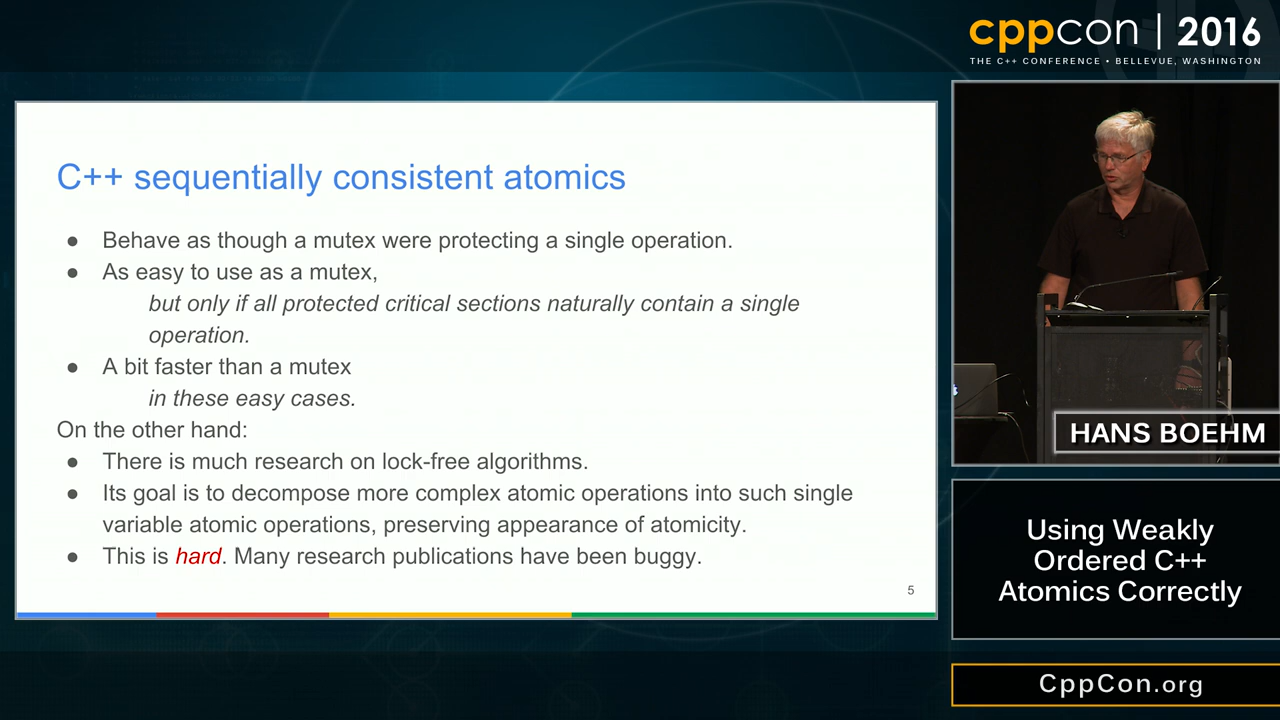 cppcon | 2016
THE C++ CONFERENCE • BELLEVUE, WASHINGTON
C++ sequentially consistent atomics
● Behave as though a mutex were protecting a single operation.
● As easy to use as a mutex,
but only if all protected critical sections naturally contain a single
operation.
● A bit faster than a mutex
in these easy cases.
On the other hand:
● There is much research on lock-free algorithms.
● Its goal is to decompose more complex atomic operations into such single
variable atomic operations, preserving appearance of atomicity.
● This is hard. Many research publications have been buggy.
5
HANS BOEHM
Using Weakly
Ordered C++
Atomics Correctly
CppCon.org